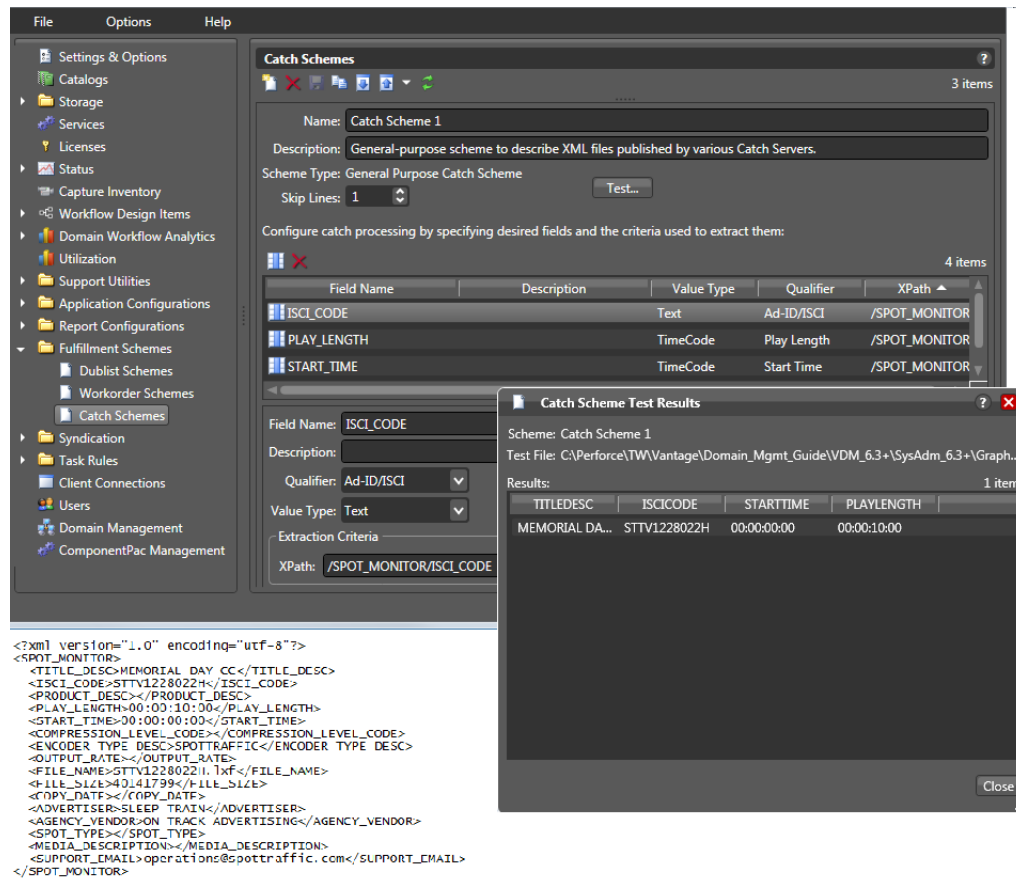 File Options Help
Settings & Options
Catalogs
Storage
Services
Licenses
Status
Capture Inventory
Workflow Design Items
Domain Workflow Analytics
Utilization
Support Utilities
Application Configurations
Report Configurations
Fulfillment Schemes
Dublist Schemes
Workorder Schemes
Catch Schemes
Syndication
Task Rules
Client Connections
Users
Domain Management
ComponentPac Management
Catch Schemes ?
3 items
Name: Catch Scheme 1
Description: General-purpose scheme to describe XML files published by various Catch Servers.
Scheme Type: General Purpose Catch Scheme
Test...
Skip Lines: 1
Configure catch processing by specifying desired fields and the criteria used to extract them:
4 items
Field Name Description Value Type Qualifier XPath
ISCI_CODE Text Ad-ID/ISCI /SPOT_MONITOR
PLAY_LENGTH TimeCode Play Length /SPOT_MONITOR
START_TIME TimeCode Start Time /SPOT_MONITOR
Field Name: ISCI_CODE
Description:
Qualifier: Ad-ID/ISCI
Value Type: Text
Extraction Criteria
XPath: /SPOT_MONITOR/ISCI_CODE
Catch Scheme Test Results ? X
Scheme: Catch Scheme 1
Test File: C:\Perforce\TW\Vantage\Domain_Mgmt_Guide\VDM_6.3+\SysAdm_6.3+\Graph...
Results: 1 item
TITLEDESC ISCICODE STARTTIME PLAYLENGTH
MEMORIAL DA... STTV1228022H 00:00:00:00 00:00:10:00
Close
<?xml version="1.0" encoding="utf-8"?>
<SPOT_MONITOR>
<TITLE_DESC>MEMORIAL DAY CC</TITLE_DESC>
<ISCI_CODE>STTV1228022H</ISCI_CODE>
<PRODUCT_DESC></PRODUCT_DESC>
<PLAY_LENGTH>00:00:10:00</PLAY_LENGTH>
<START_TIME>00:00:00:00</START_TIME>
<COMPRESSION_LEVEL_CODE></COMPRESSION_LEVEL_CODE>
<ENCODER_TYPE_DESC>SPOTTRAFFIC</ENCODER_TYPE_DESC>
<OUTPUT_RATE></OUTPUT_RATE>
<FILE_NAME>STTV1228022H.lxf</FILE_NAME>
<FILE_SIZE>40141799</FILE_SIZE>
<COPY_DATE></COPY_DATE>
<ADVERTISER>SLEEP TRAIN</ADVERTISER>
<AGENCY_VENDOR>ON TRACK ADVERTISING</AGENCY_VENDOR>
<SPOT_TYPE></SPOT_TYPE>
<MEDIA_DESCRIPTION></MEDIA_DESCRIPTION>
<SUPPORT_EMAIL>operations@spottraffic.com</SUPPORT_EMAIL>
</SPOT_MONITOR>